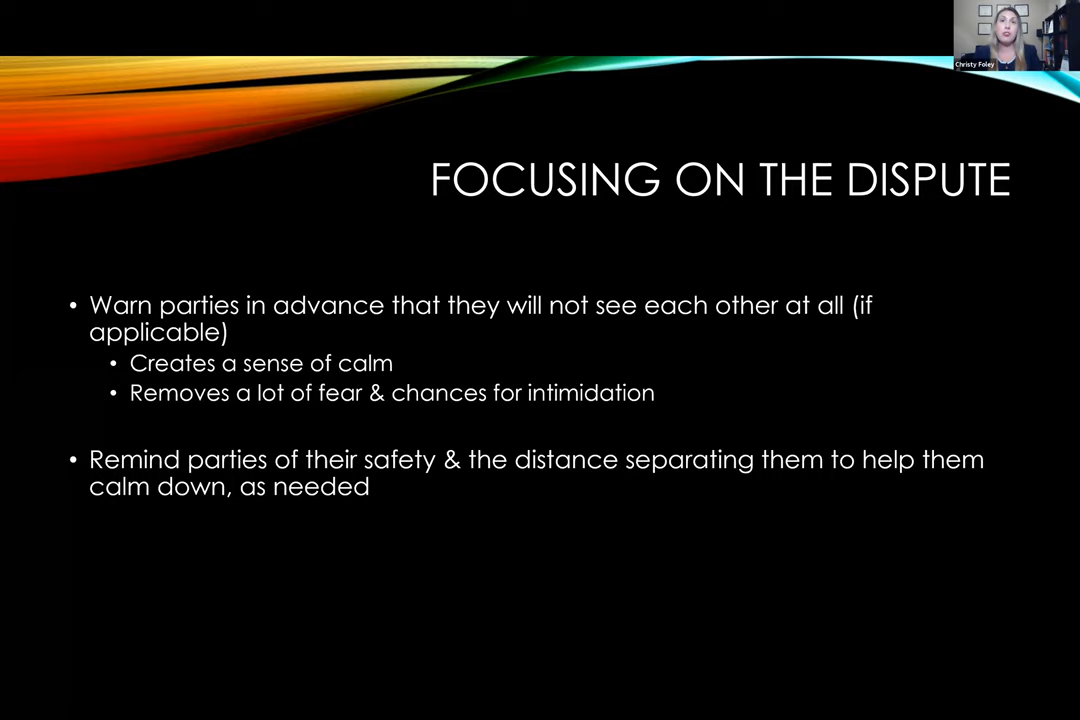 Christy Foley
FOCUSING ON THE DISPUTE
• Warn parties in advance that they will not see each other at all (if
applicable)
• Creates a sense of calm
• Removes a lot of fear & chances for intimidation
• Remind parties of their safety & the distance separating them to help them
calm down, as needed